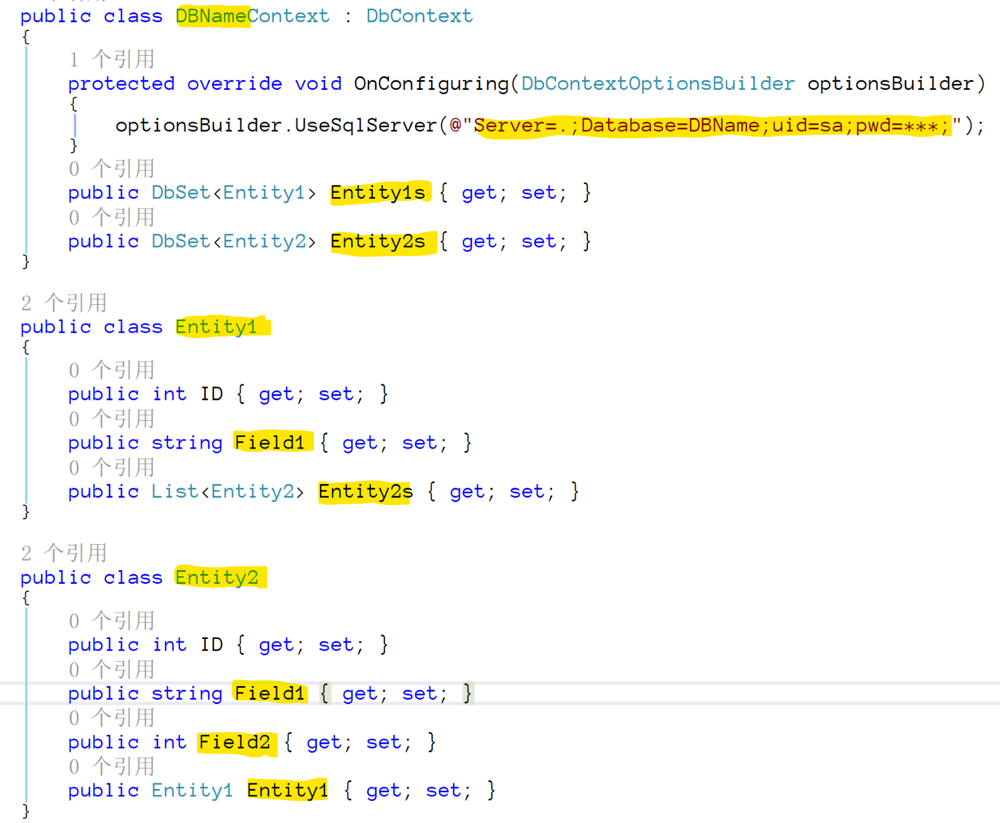 public class DBNameContext : DbContext
{
1 个引用
protected override void OnConfiguring(DbContextOptionsBuilder optionsBuilder)
{
optionsBuilder.UseSqlServer(@"Server=.;Database=DBName;uid=sa;pwd=***;");
}
0 个引用
public DbSet<Entity1> Entity1s { get; set; }
0 个引用
public DbSet<Entity2> Entity2s { get; set; }
}
2 个引用
public class Entity1
{
0 个引用
public int ID { get; set; }
0 个引用
public string Field1 { get; set; }
0 个引用
public List<Entity2> Entity2s { get; set; }
}
2 个引用
public class Entity2
{
0 个引用
public int ID { get; set; }
0 个引用
public string Field1 { get; set; }
0 个引用
public int Field2 { get; set; }
0 个引用
public Entity1 Entity1 { get; set; }
}